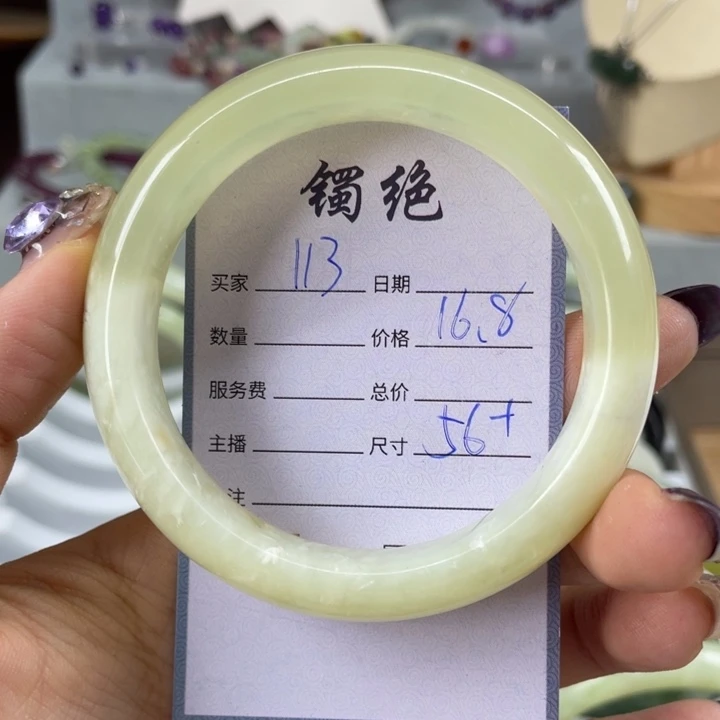 镯绝
买家 113 日期
数量 价格 16.8
服务费 总价
主播 尺寸 56+
注